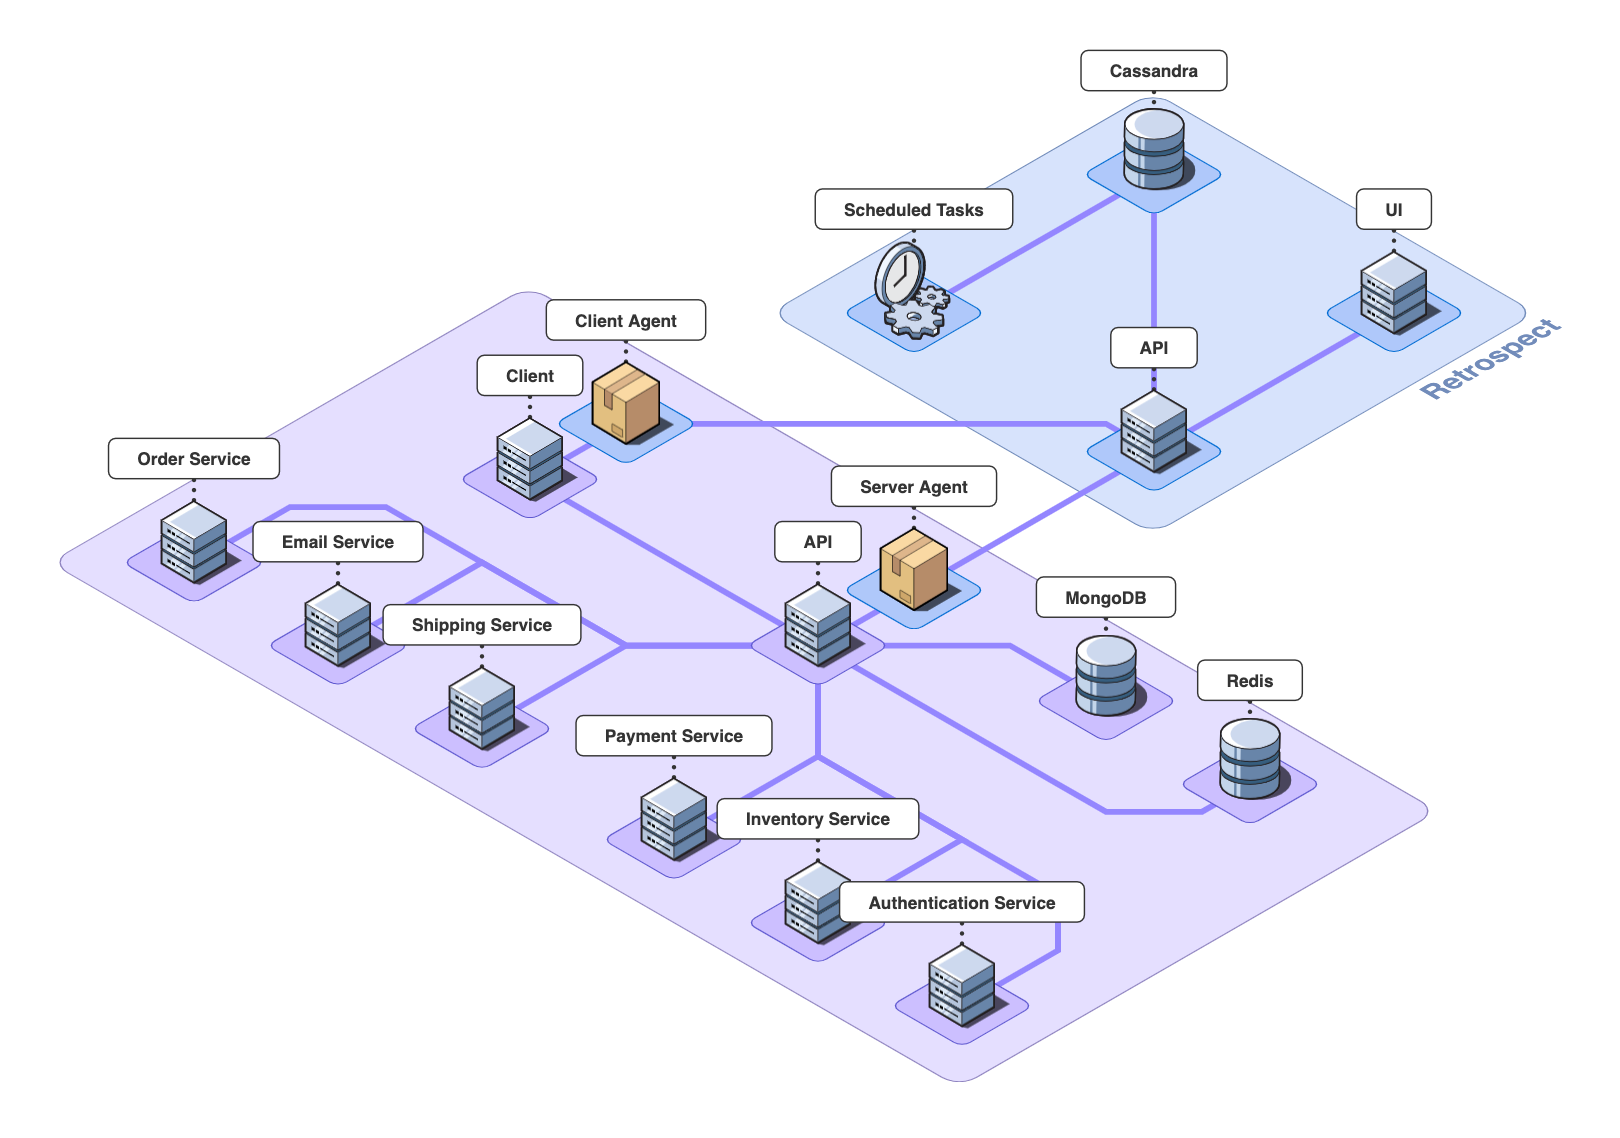 Cassandra
Scheduled Tasks
UI
Client Agent
API
Retrospect
Client
Order Service
Server Agent
Email Service
API
MongoDB
Shipping Service
Redis
Payment Service
Inventory Service
Authentication Service